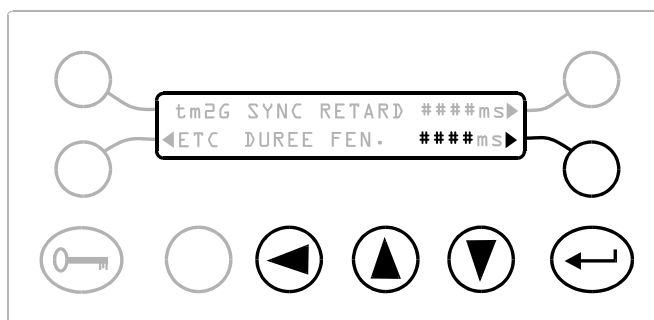 tm2G SYNC RETARD ####ms
ETC DUREE FEN. ####ms